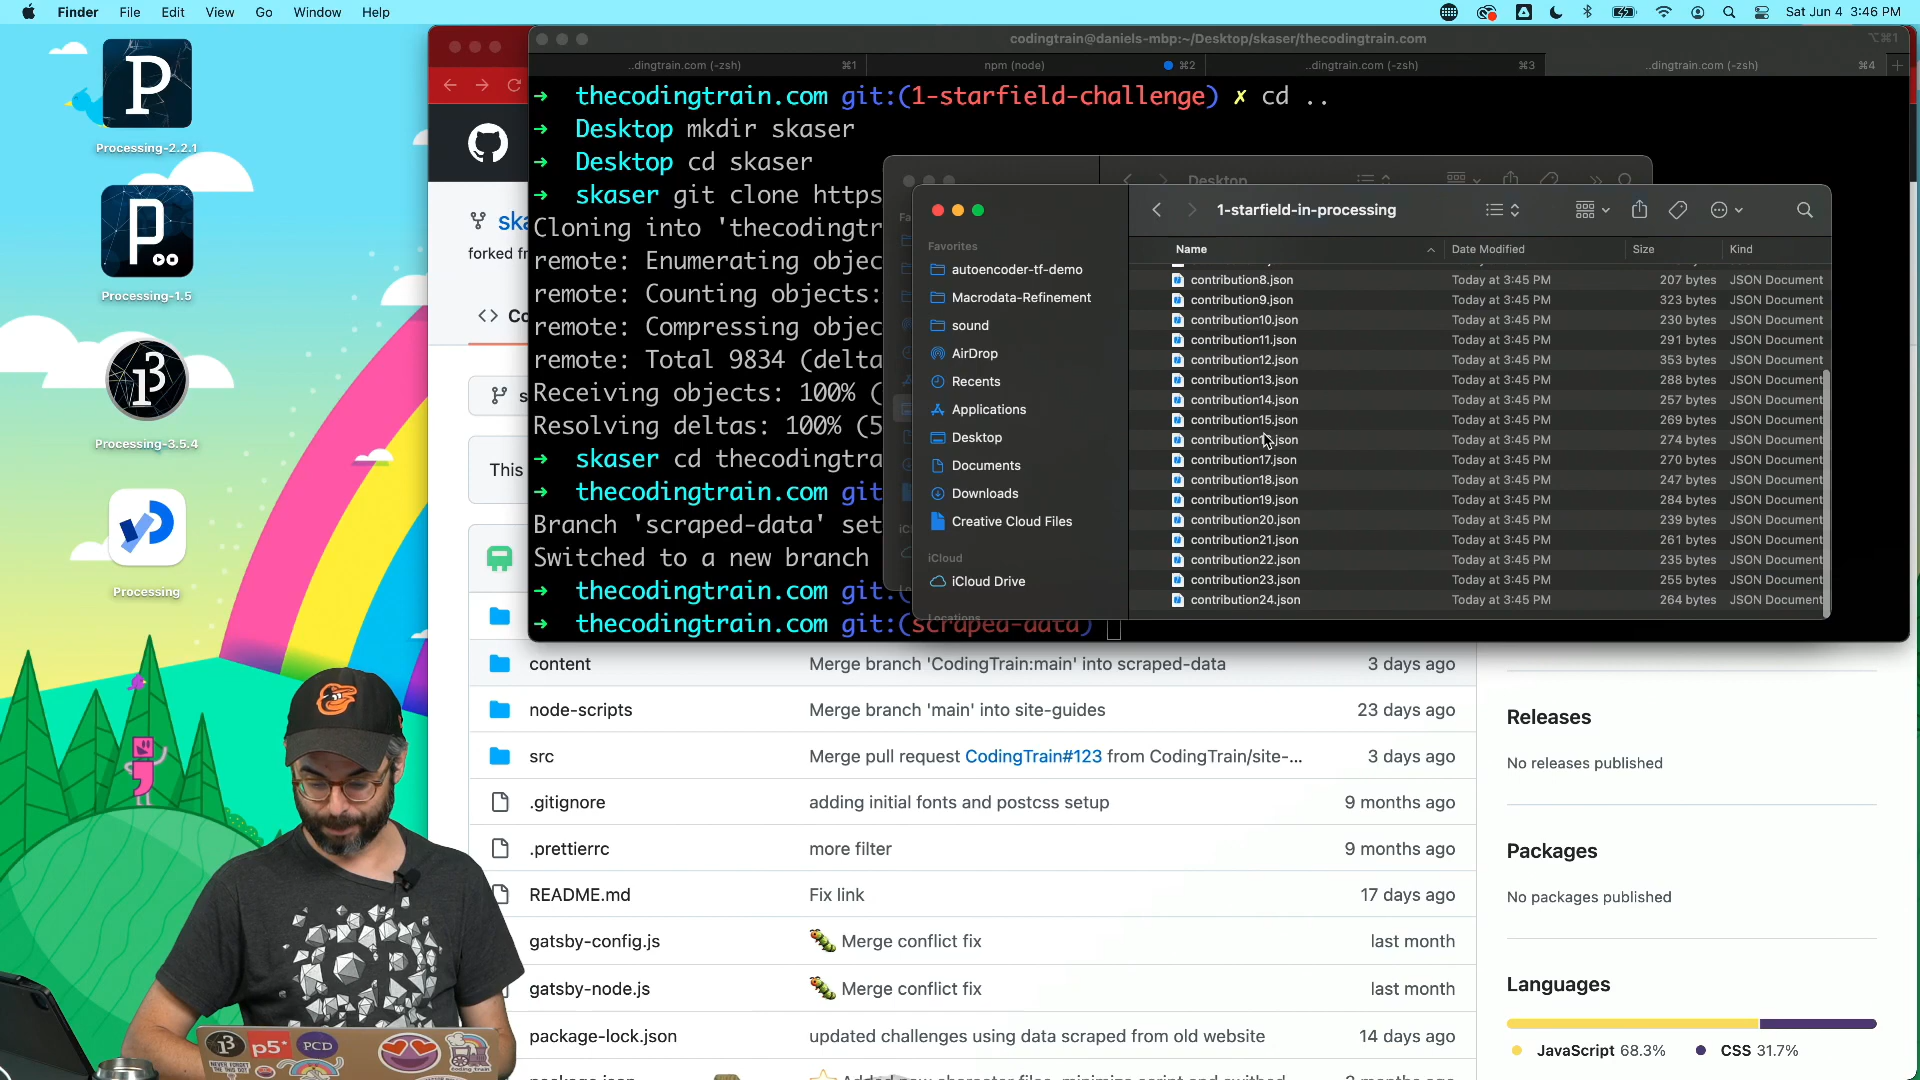 Finder File Edit View Go Window Help
Sat Jun 4 3:46 PM
Processing-2.2.1
Processing-1.5
Processing-3.5.4
Processing
codingtrain@daniels-mbp:~/Desktop/skaser/thecodingtrain.com
⌥⌘1
..dingtrain.com (-zsh) ⌘1
npm (node) ⌘2
..dingtrain.com (-zsh) ⌘3
..dingtrain.com (-zsh) ⌘4
→ thecodingtrain.com git:(1-starfield-challenge) ✗ cd ..
→ Desktop mkdir skaser
→ Desktop cd skaser
→ skaser git clone https
Cloning into 'thecodingtr
remote: Enumerating objec
remote: Counting objects:
remote: Compressing objec
remote: Total 9834 (delta
Receiving objects: 100% (
Resolving deltas: 100% (5
→ skaser cd thecodingtra
→ thecodingtrain.com git
Branch 'scraped-data' set
Switched to a new branch
→ thecodingtrain.com git:(
→ thecodingtrain.com git:(scraped-data)
Desktop
1-starfield-in-processing
Favorites
autoencoder-tf-demo
Macrodata-Refinement
sound
AirDrop
Recents
Applications
Desktop
Documents
Downloads
Creative Cloud Files
iCloud
iCloud Drive
Locations
Name Date Modified Size Kind
contribution8.json Today at 3:45 PM 207 bytes JSON Document
contribution9.json Today at 3:45 PM 323 bytes JSON Document
contribution10.json Today at 3:45 PM 230 bytes JSON Document
contribution11.json Today at 3:45 PM 291 bytes JSON Document
contribution12.json Today at 3:45 PM 353 bytes JSON Document
contribution13.json Today at 3:45 PM 288 bytes JSON Document
contribution14.json Today at 3:45 PM 257 bytes JSON Document
contribution15.json Today at 3:45 PM 269 bytes JSON Document
contribution16.json Today at 3:45 PM 274 bytes JSON Document
contribution17.json Today at 3:45 PM 270 bytes JSON Document
contribution18.json Today at 3:45 PM 247 bytes JSON Document
contribution19.json Today at 3:45 PM 284 bytes JSON Document
contribution20.json Today at 3:45 PM 239 bytes JSON Document
contribution21.json Today at 3:45 PM 261 bytes JSON Document
contribution22.json Today at 3:45 PM 235 bytes JSON Document
contribution23.json Today at 3:45 PM 255 bytes JSON Document
contribution24.json Today at 3:45 PM 264 bytes JSON Document
ska
forked fr
<> Co
s
This
content Merge branch 'CodingTrain:main' into scraped-data 3 days ago
node-scripts Merge branch 'main' into site-guides 23 days ago
src Merge pull request CodingTrain#123 from CodingTrain/site-... 3 days ago
.gitignore adding initial fonts and postcss setup 9 months ago
.prettierrc more filter 9 months ago
README.md Fix link 17 days ago
gatsby-config.js Merge conflict fix last month
gatsby-node.js Merge conflict fix last month
package-lock.json updated challenges using data scraped from old website 14 days ago
Releases
No releases published
Packages
No packages published
Languages
JavaScript 68.3% CSS 31.7%
p5*
PCD